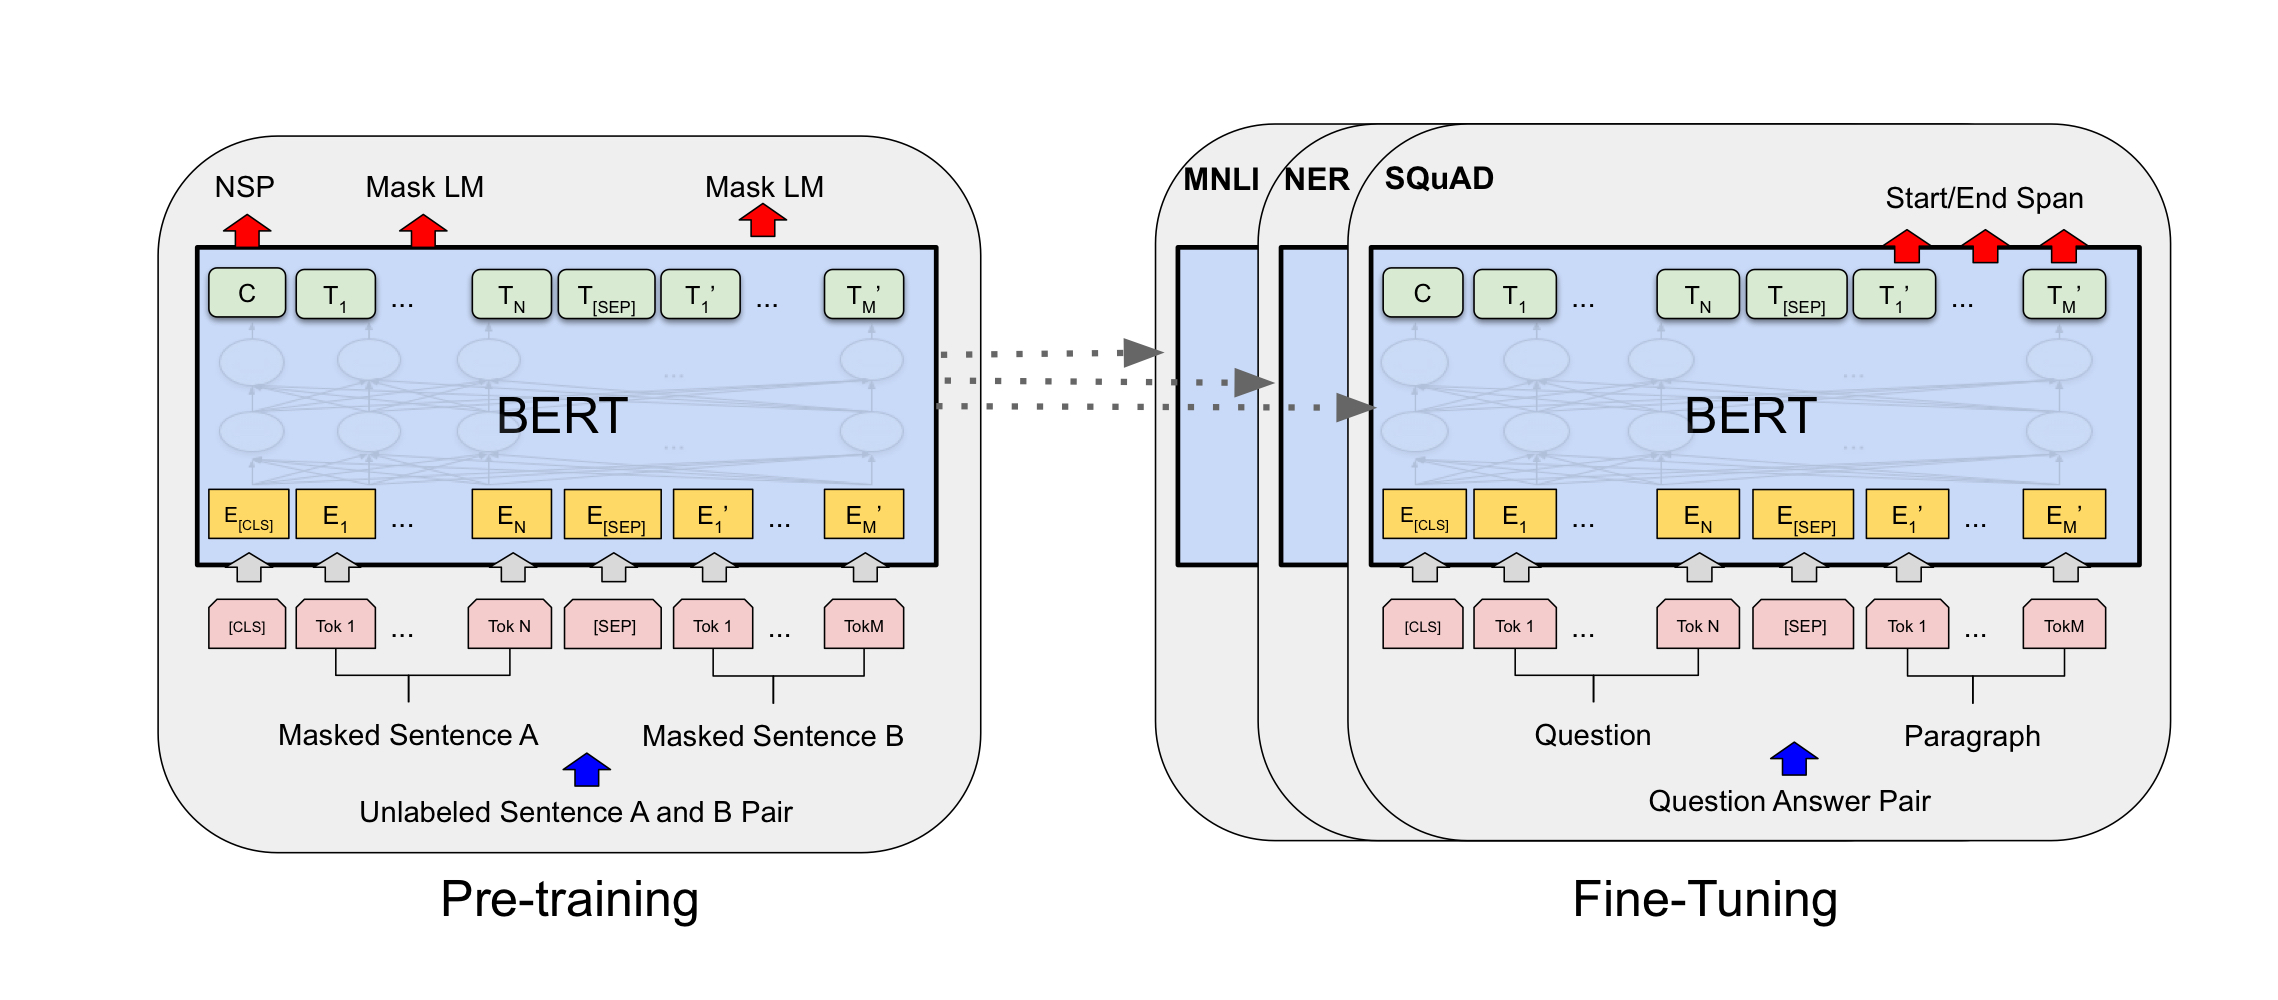 NSP Mask LM Mask LM
C T1 ... TN T[SEP] T1’ ... TM’
...
BERT
...
E[CLS] E1 ... EN E[SEP] E1’ ... EM’
[CLS] Tok 1 ... Tok N [SEP] Tok 1 ... TokM
Masked Sentence A Masked Sentence B
Unlabeled Sentence A and B Pair
Pre-training
MNLI NER SQuAD
Start/End Span
C T1 ... TN T[SEP] T1’ ... TM’
...
BERT
...
E[CLS] E1 ... EN E[SEP] E1’ ... EM’
[CLS] Tok 1 ... Tok N [SEP] Tok 1 ... TokM
Question Paragraph
Question Answer Pair
Fine-Tuning